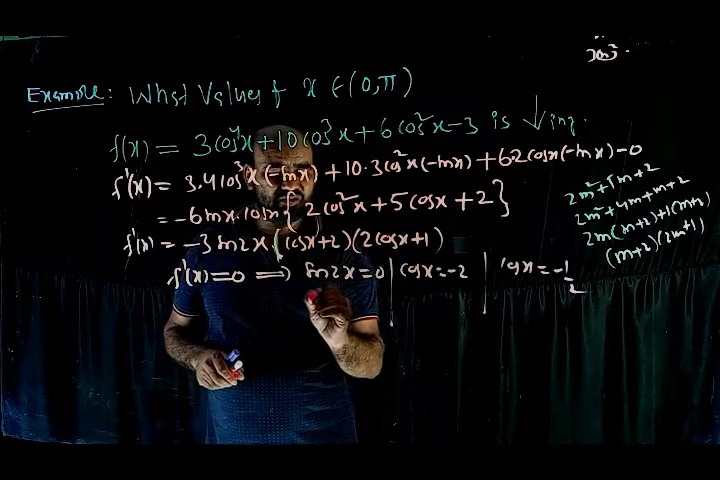 Example: What values of x ∈ (0,π)
f(x) = 3cos⁴x + 10cos³x + 6cos²x - 3 is ↓ing.
f'(x) = 3.4cos³x(-sinx) + 10.3cos²x(-sinx) + 6.2cosx(-sinx) - 0
= -6sinx.cosx{2cos²x + 5cosx + 2}
f'(x) = -3sin2x(cosx+2)(2cosx+1)
f'(x) = 0 ⟹ sin2x = 0 | cosx = -2 | cosx = -1/2
2m²+5m+2
2m²+4m+m+2
2m(m+2)+1(m+2)
(m+2)(2m+1)